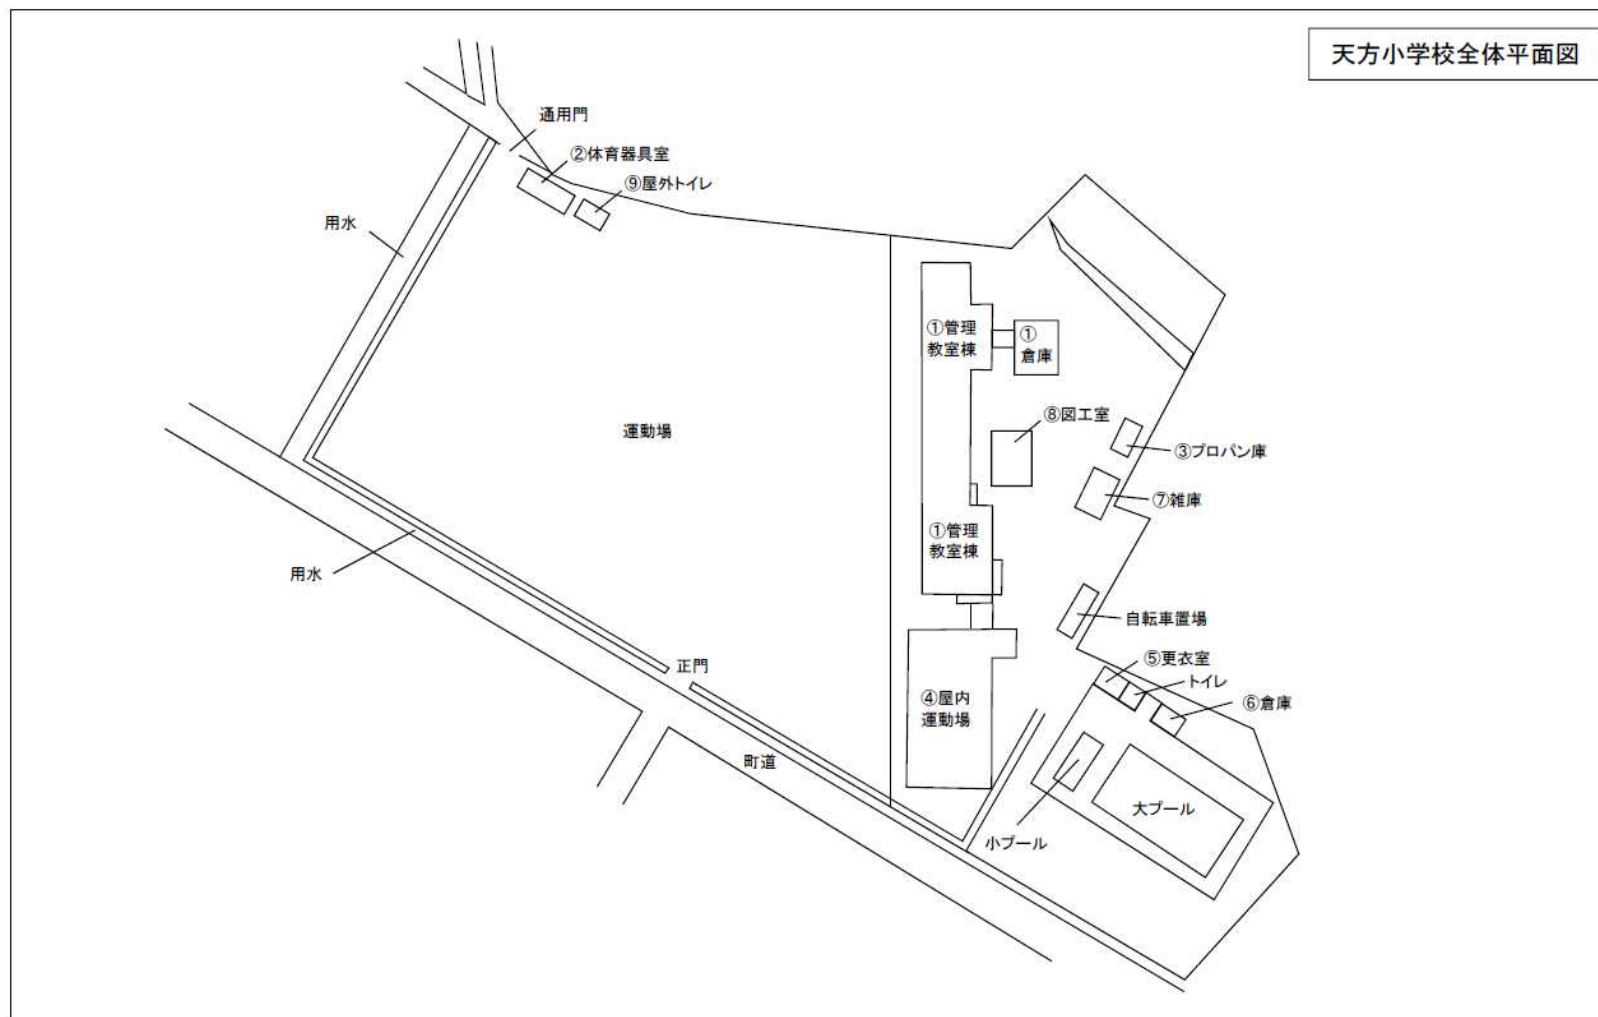 天方小学校全体平面図
通用門
②体育器具室
⑨屋外トイレ
用水
①管理
教室棟
①
倉庫
⑧図工室
運動場
③プロパン庫
⑦雑庫
①管理
教室棟
用水
自転車置場
正門
⑤更衣室
トイレ
⑥倉庫
④屋内
運動場
町道
大プール
小プール